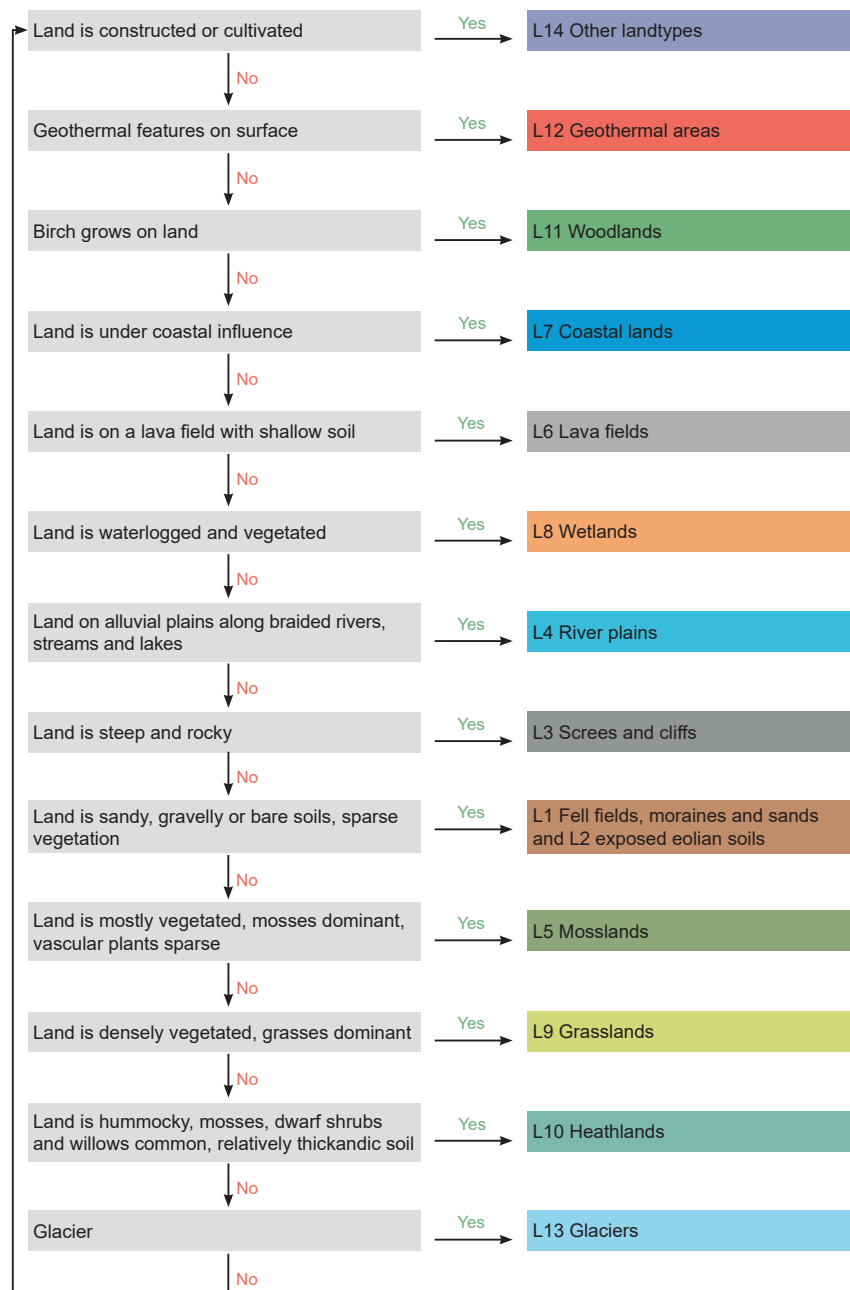 Land is constructed or cultivated
Yes
L14 Other landtypes
No
Geothermal features on surface
Yes
L12 Geothermal areas
No
Birch grows on land
Yes
L11 Woodlands
No
Land is under coastal influence
Yes
L7 Coastal lands
No
Land is on a lava field with shallow soil
Yes
L6 Lava fields
No
Land is waterlogged and vegetated
Yes
L8 Wetlands
No
Land on alluvial plains along braided rivers,
streams and lakes
Yes
L4 River plains
No
Land is steep and rocky
Yes
L3 Screes and cliffs
No
Land is sandy, gravelly or bare soils, sparse
vegetation
Yes
L1 Fell fields, moraines and sands
and L2 exposed eolian soils
No
Land is mostly vegetated, mosses dominant,
vascular plants sparse
Yes
L5 Mosslands
No
Land is densely vegetated, grasses dominant
Yes
L9 Grasslands
No
Land is hummocky, mosses, dwarf shrubs
and willows common, relatively thickandic soil
Yes
L10 Heathlands
No
Glacier
Yes
L13 Glaciers
No